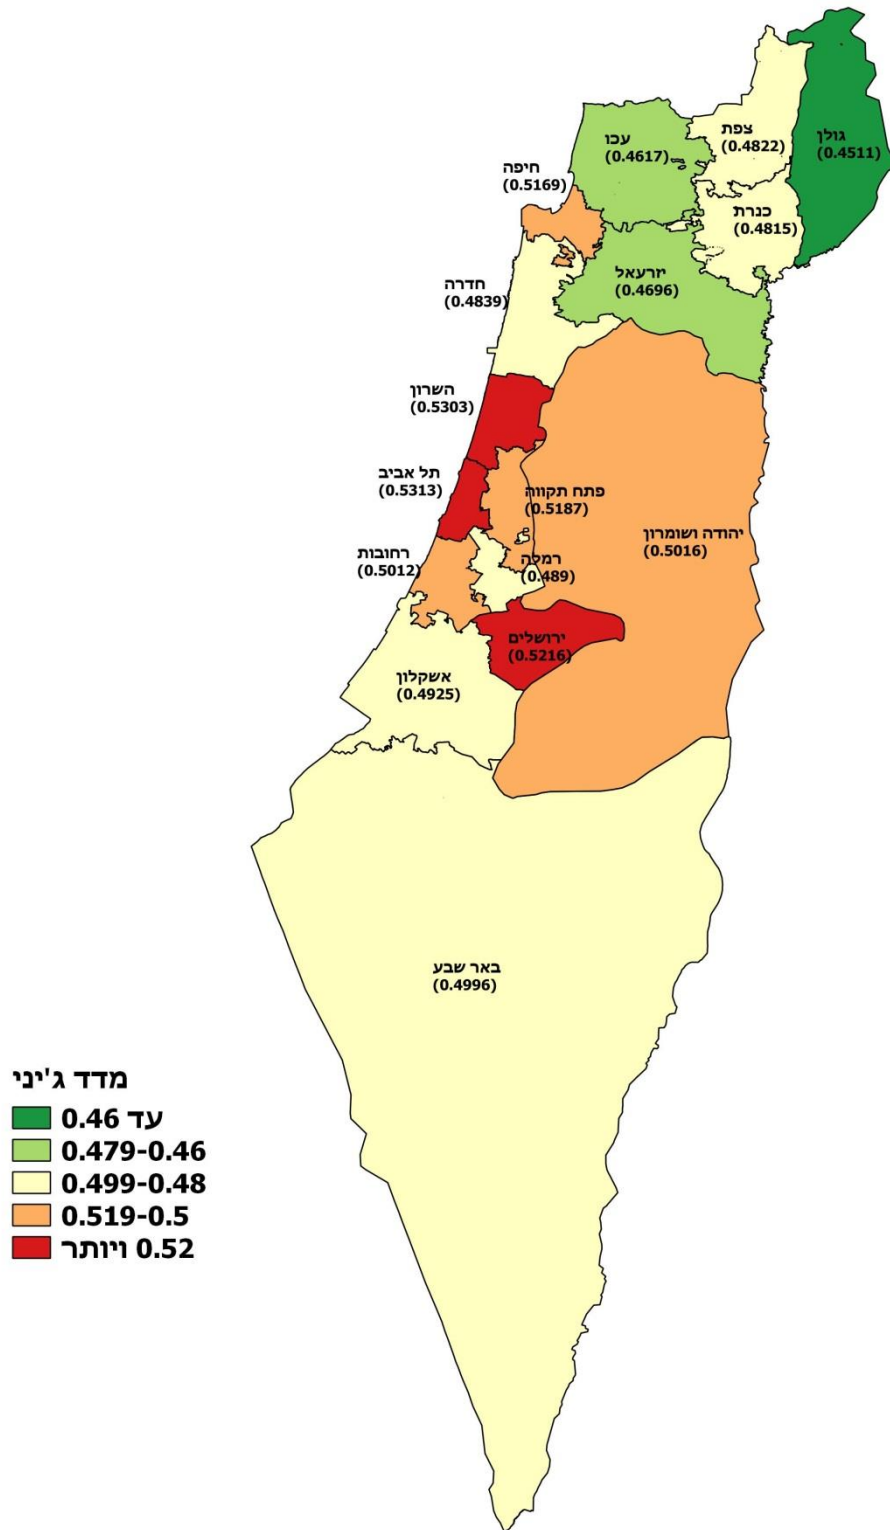 גולן
(0.4511)
צפת
(0.4822)
עכו
(0.4617)
חיפה
(0.5169)
כנרת
(0.4815)
יזרעאל
(0.4696)
חדרה
(0.4839)
השרון
(0.5303)
תל אביב
(0.5313)
פתח תקווה
(0.5187)
יהודה ושומרון
(0.5016)
רחובות
(0.5012)
רמלה
(0.489)
ירושלים
(0.5216)
אשקלון
(0.4925)
באר שבע
(0.4996)
מדד ג'יני
עד 0.46
0.479-0.46
0.499-0.48
0.519-0.5
0.52 ויותר